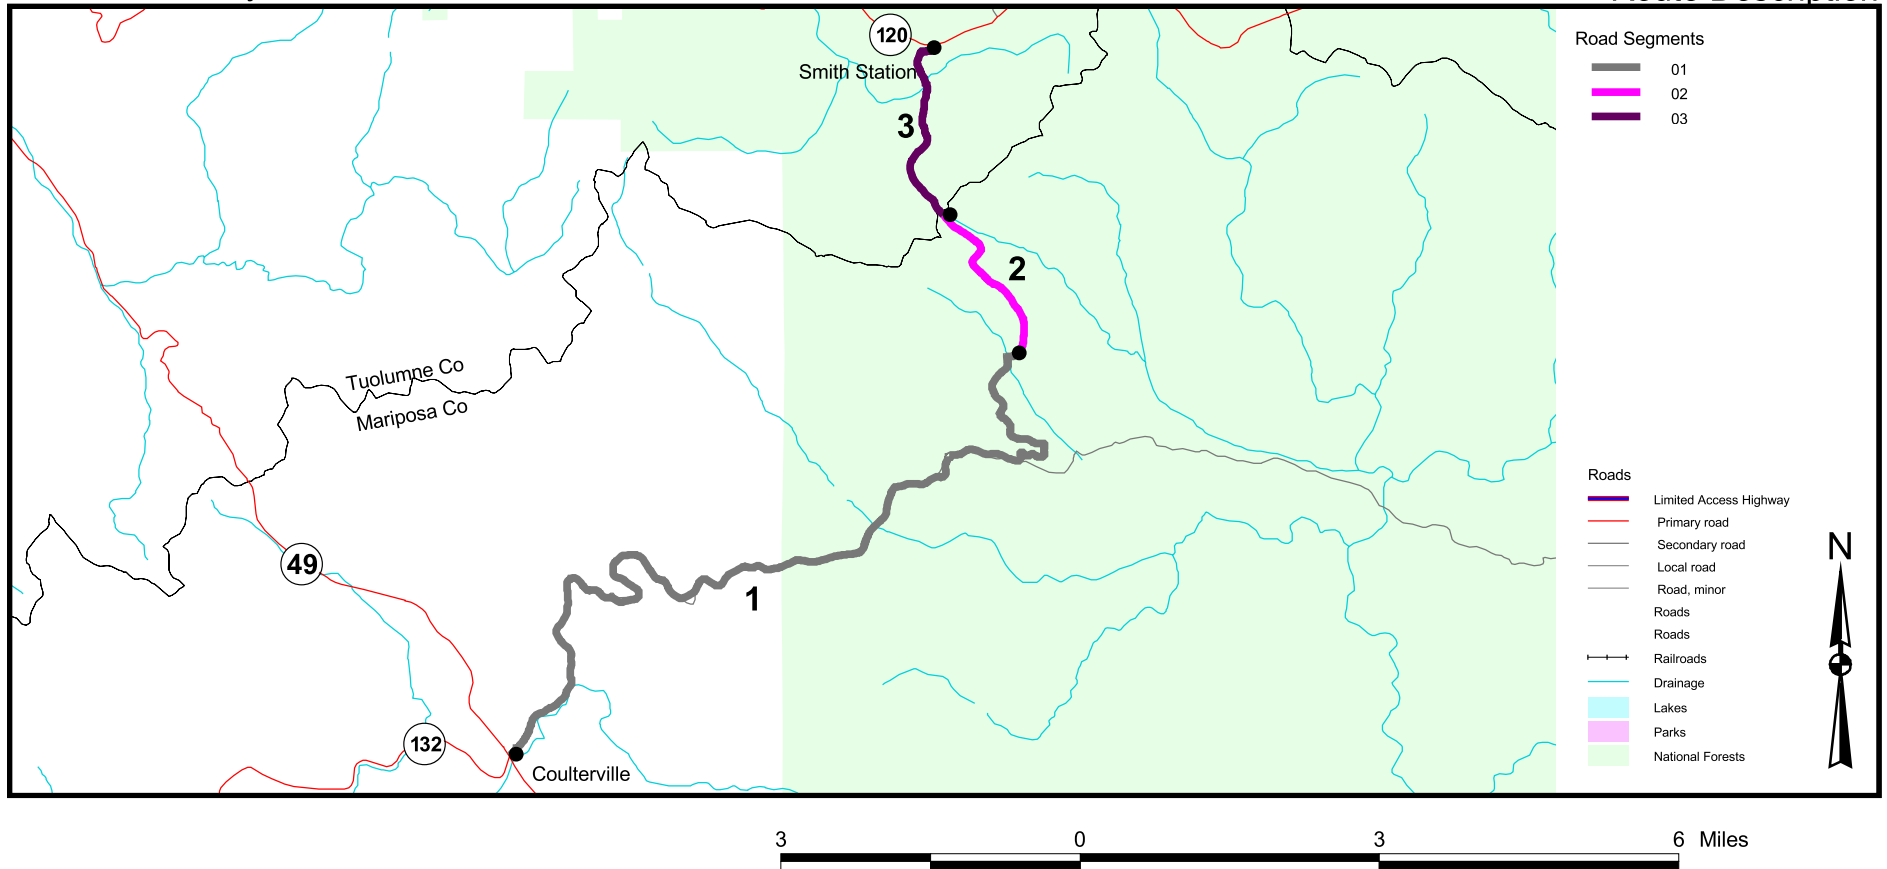 120
Smith Station
3
2
Tuolumne Co
Mariposa Co
49
1
132
Coulterville
Road Segments
01
02
03
Roads
Limited Access Highway
Primary road
Secondary road
Local road
Road, minor
Roads
Roads
Railroads
Drainage
Lakes
Parks
National Forests
N
3 0 3 6 Miles